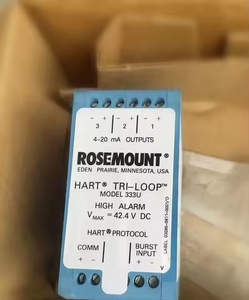 - + - + - +
3 2 1
4-20 mA OUTPUTS
ROSEMOUNT™
EDEN PRAIRIE, MINNESOTA, USA
HART® TRI-LOOP™
MODEL 333U
HIGH ALARM
VMAX = 42.4 V DC
HART® PROTOCOL
COMM BURST
INPUT
- + - +